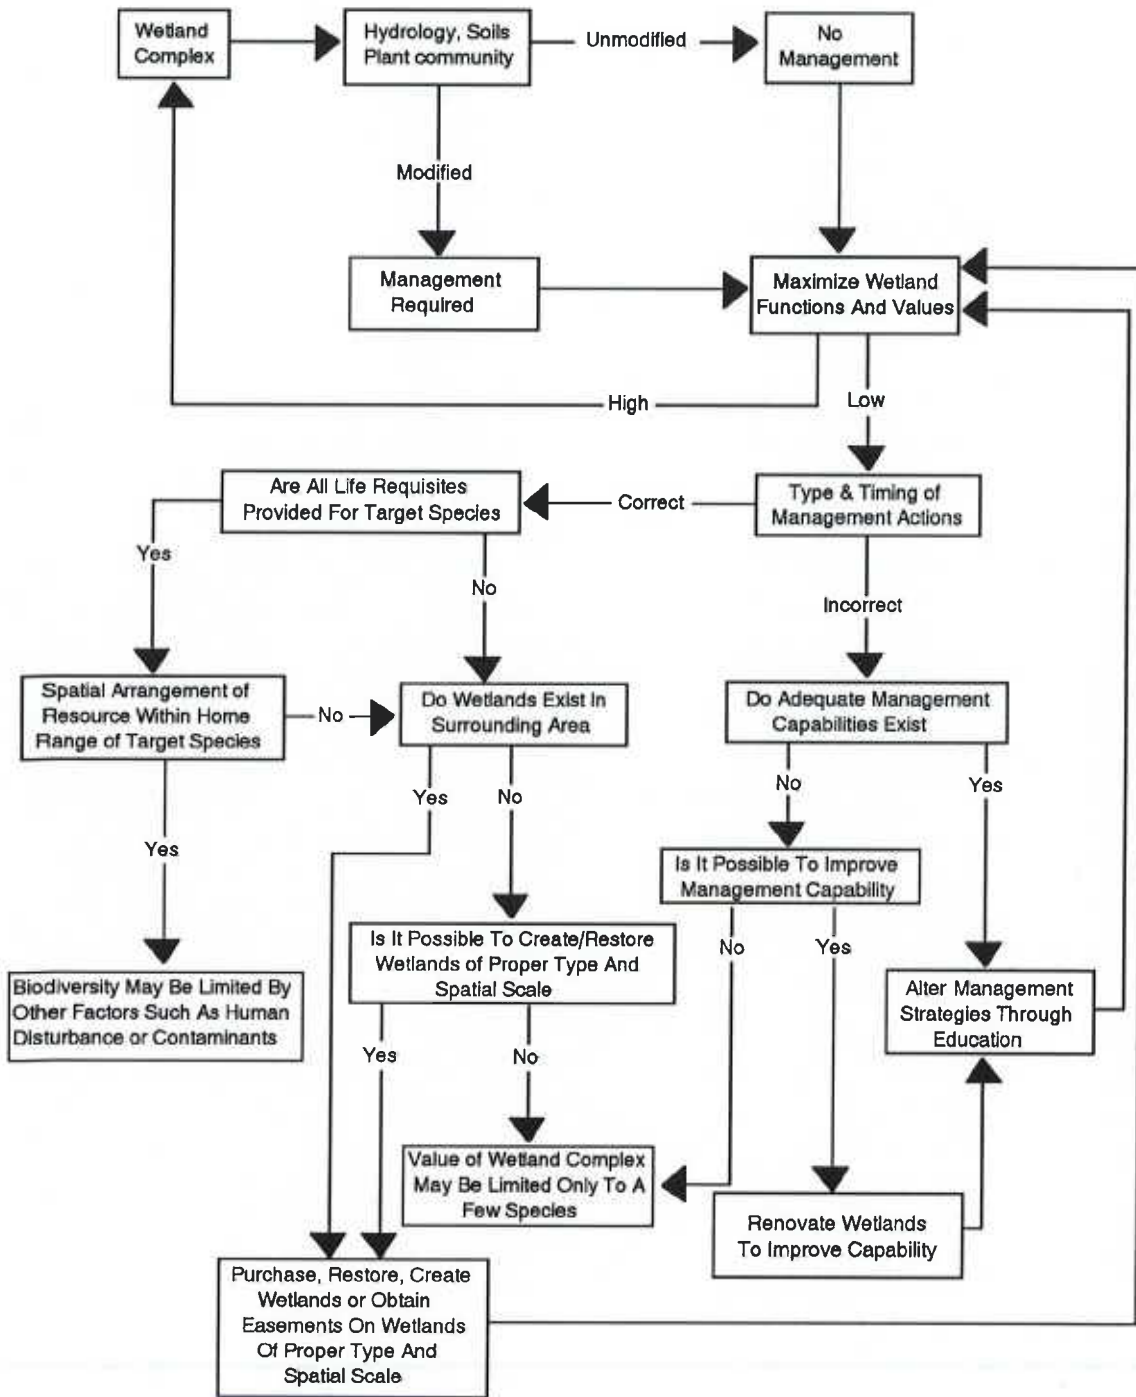 Wetland
Complex
Hydrology, Soils
Plant community
Unmodified
No
Management
Modified
Management
Required
Maximize Wetland
Functions And Values
High
Low
Are All Life Requisites
Provided For Target Species
Correct
Type & Timing of
Management Actions
Yes
No
Incorrect
Spatial Arrangement of
Resource Within Home
Range of Target Species
No
Do Wetlands Exist In
Surrounding Area
Do Adequate Management
Capabilities Exist
Yes
Yes
No
No
Yes
Is It Possible To Improve
Management Capability
Is It Possible To Create/Restore
Wetlands of Proper Type And
Spatial Scale
No
Yes
Biodiversity May Be Limited By
Other Factors Such As Human
Disturbance or Contaminants
Alter Management
Strategies Through
Education
Yes
No
Value of Wetland Complex
May Be Limited Only To A
Few Species
Renovate Wetlands
To Improve Capability
Purchase, Restore, Create
Wetlands or Obtain
Easements On Wetlands
Of Proper Type And
Spatial Scale